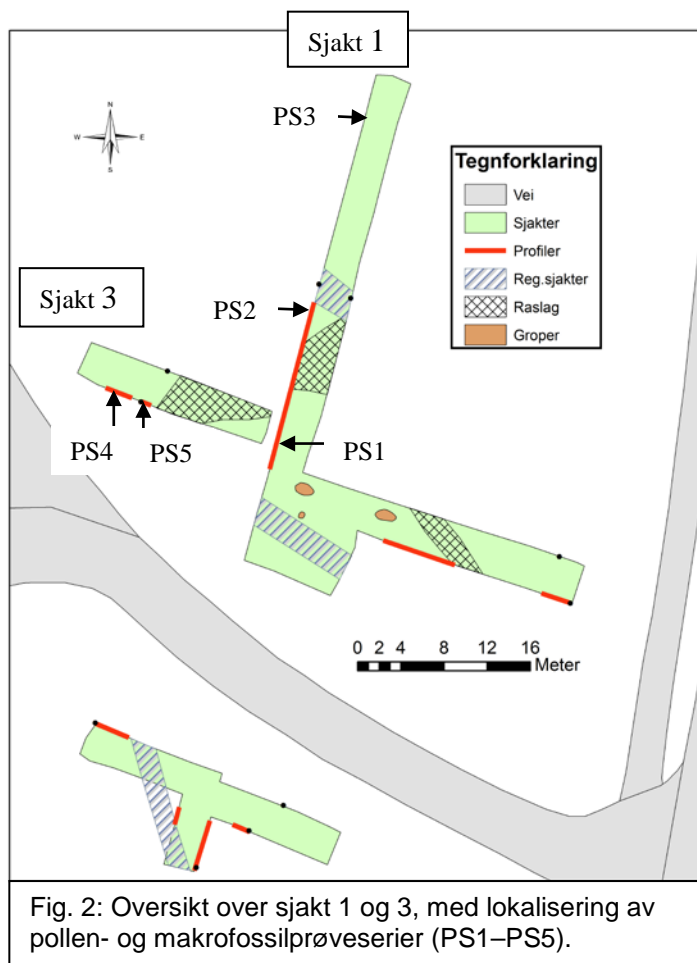 Sjakt 1
PS3
N
W E
S
Tegnforklaring
Vei
Sjakter
Profiler
Reg.sjakter
Raslag
Groper
Sjakt 3
PS2
PS4 PS5
PS1
0 2 4 8 12 16
Meter
Fig. 2: Oversikt over sjakt 1 og 3, med lokalisering av
pollen- og makrofossilprøveserier (PS1–PS5).